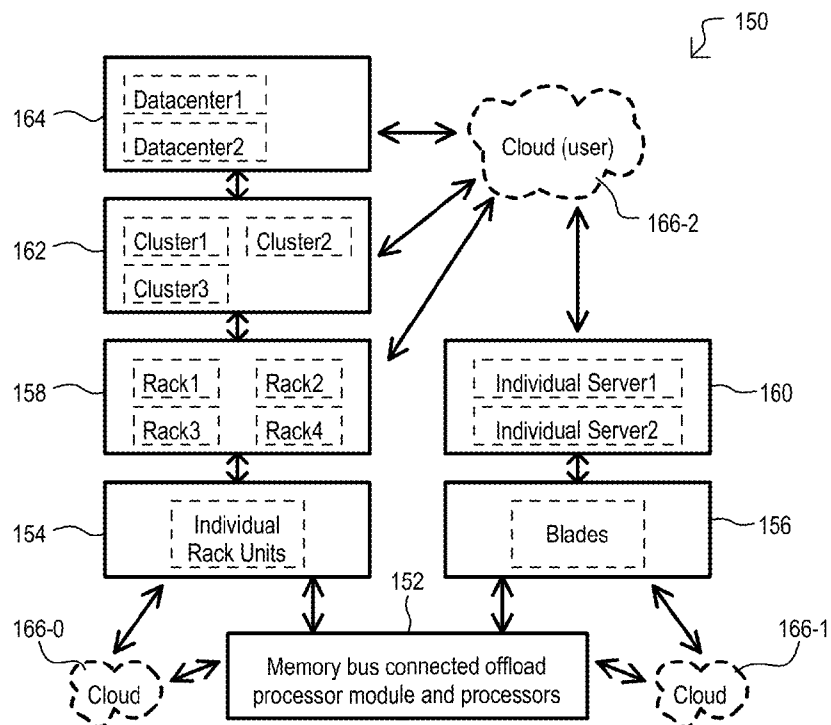 150
Datacenter1
Datacenter2
164
Cloud (user)
166-2
Cluster1
Cluster2
Cluster3
162
Rack1
Rack2
Rack3
Rack4
158
Individual Server1
Individual Server2
160
Individual
Rack Units
154
Blades
156
152
166-0
Cloud
Memory bus connected offload
processor module and processors
166-1
Cloud